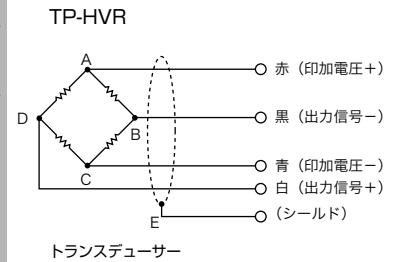 TP-HVR
A
赤（印加電圧＋）
D
黒（出力信号－）
B
青（印加電圧－）
C
白（出力信号＋）
E
（シールド）
トランスデューサー